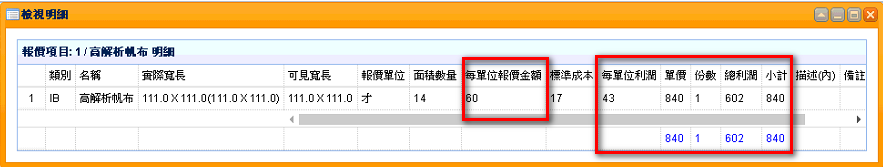 檢視明細
報價項目: 1 / 高解析帆布 明細
類別 名稱 實際寬長 可見寬長 報價單位 面積數量 每單位報價金額 標準成本 每單位利潤 單價 份數 總利潤 小計 描述(內) 備註
1 IB 高解析帆布 111.0 X 111.0(111.0 X 111.0) 111.0 X 111.0 才 14 60 17 43 840 1 602 840
840 1 602 840